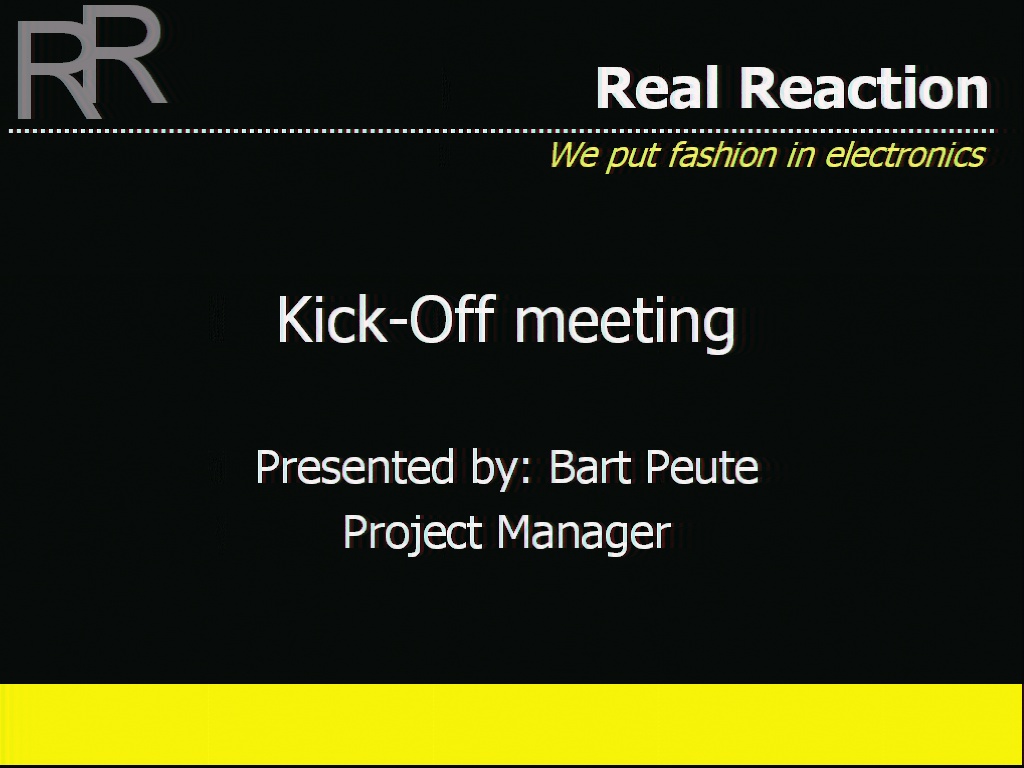 RR
Real Reaction
We put fashion in electronics
Kick-Off meeting
Presented by: Bart Peute
Project Manager